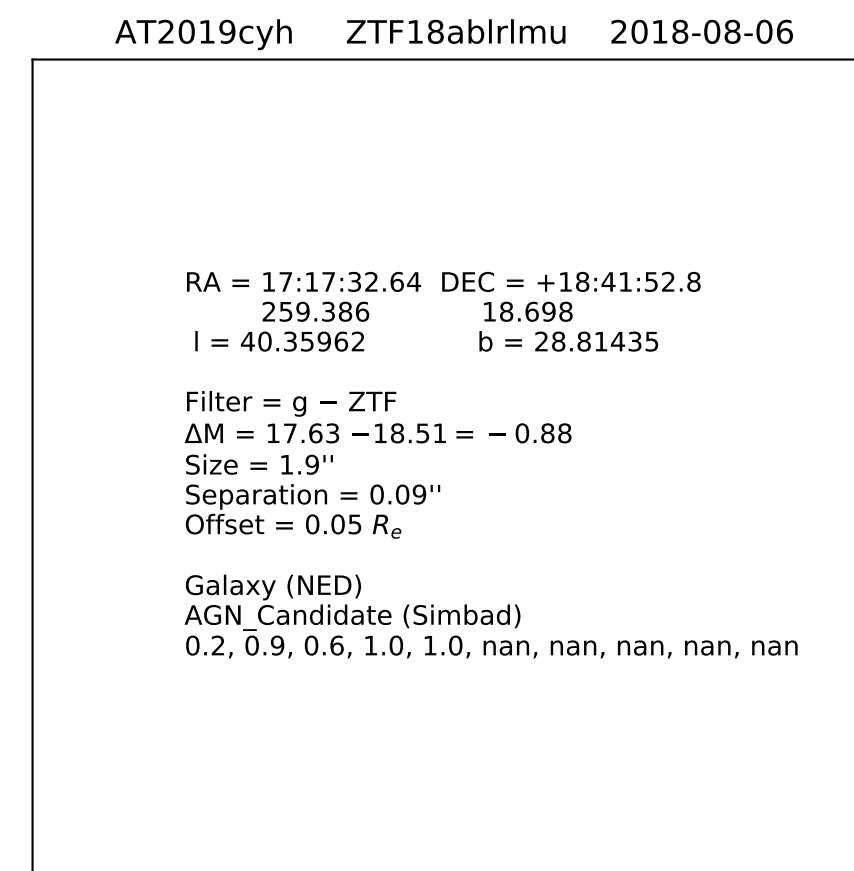 AT2019cyh ZTF18ablrlmu 2018-08-06
RA = 17:17:32.64 DEC = +18:41:52.8
259.386 18.698
l = 40.35962 b = 28.81435
Filter = g − ZTF
ΔM = 17.63 −18.51 = − 0.88
Size = 1.9''
Separation = 0.09''
Offset = 0.05 Re
Galaxy (NED)
AGN_Candidate (Simbad)
0.2, 0.9, 0.6, 1.0, 1.0, nan, nan, nan, nan, nan